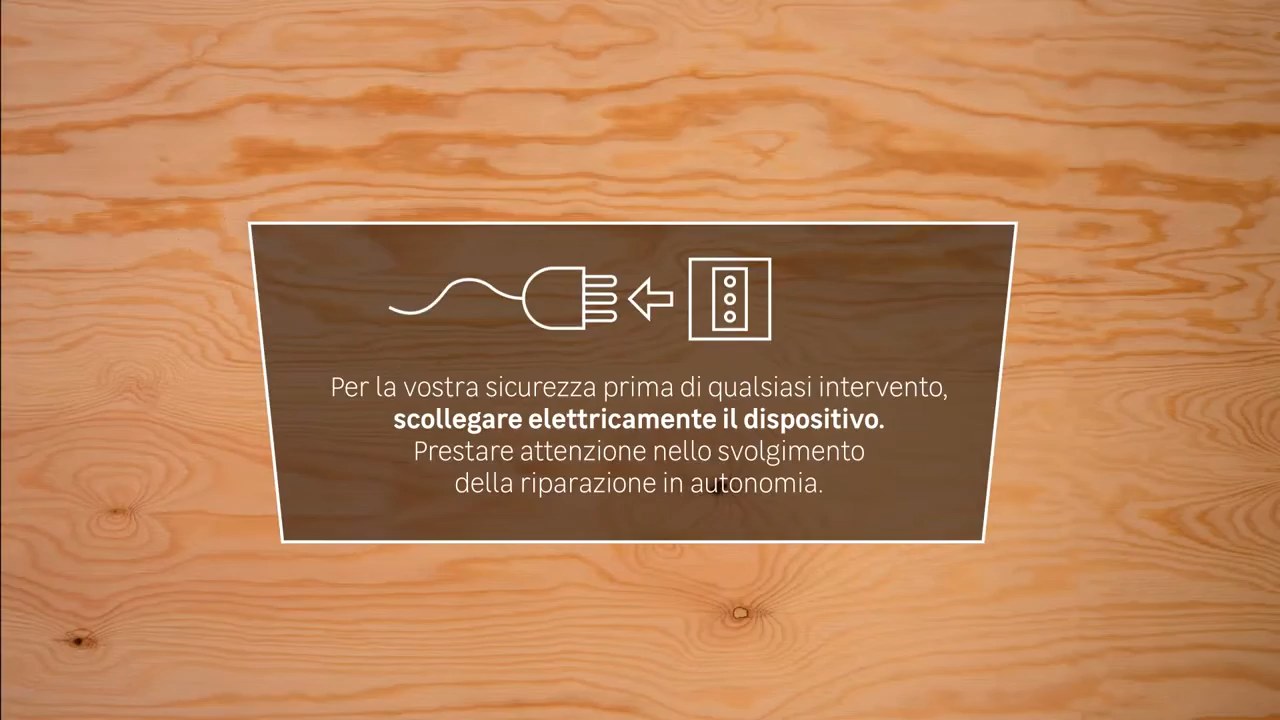 Per la vostra sicurezza prima di qualsiasi intervento,
scollegare elettricamente il dispositivo.
Prestare attenzione nello svolgimento
della riparazione in autonomia.